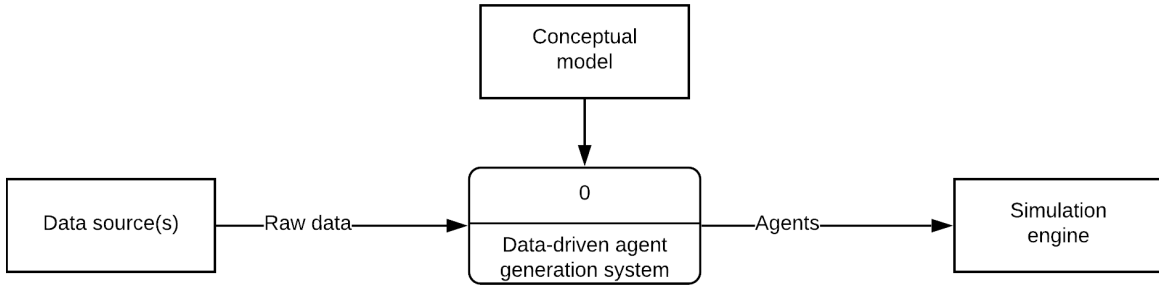 Conceptual
model
0
Data source(s)
Raw data
Data-driven agent
generation system
Agents
Simulation
engine